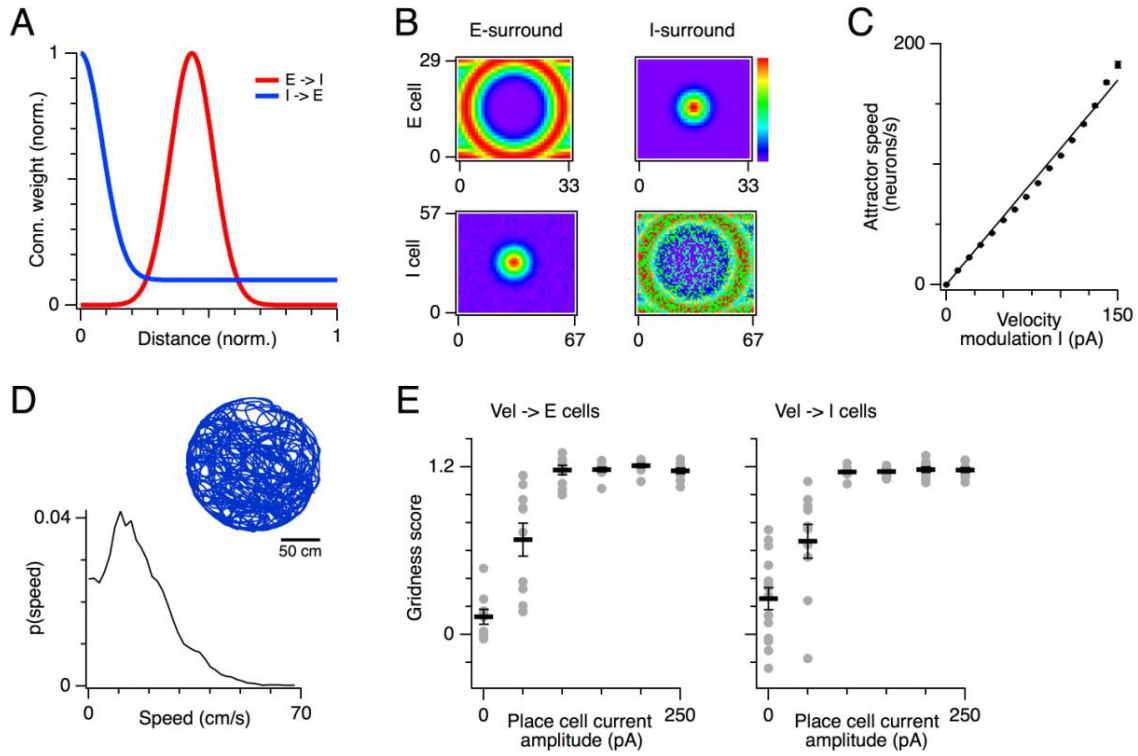 A
Conn. weight (norm.)
1
0
E -> I
I -> E
0
1
Distance (norm.)
B
E-surround
I-surround
E cell
29
0
0
33
0
33
I cell
57
0
0
67
0
67
C
Attractor speed
(neurons/s)
200
0
0
150
Velocity
modulation I (pA)
D
50 cm
p(speed)
0.04
0
0
70
Speed (cm/s)
E
Vel -> E cells
Vel -> I cells
Gridness score
1.2
0
0
250
Place cell current
amplitude (pA)
1.2
0
0
250
Place cell current
amplitude (pA)